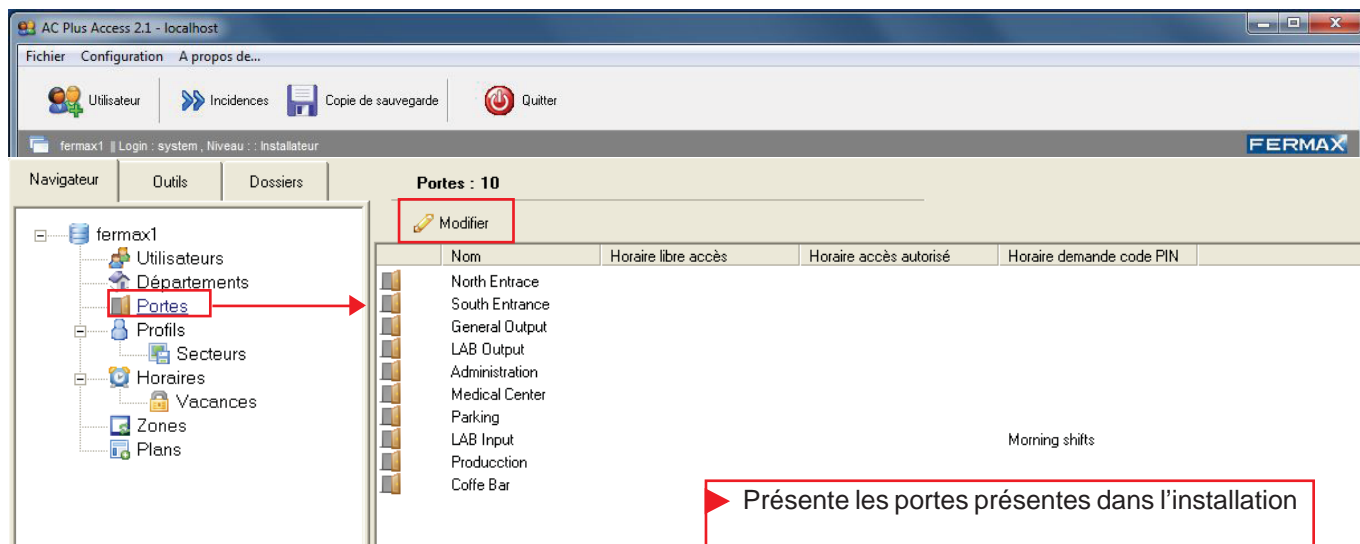 AC Plus Access 2.1 - localhost
Fichier Configuration A propos de...
Utilisateur Incidences Copie de sauvegarde Quitter
fermax1 || Login : system , Niveau : : Installateur FERMAX
Navigateur Outils Dossiers
Portes : 10
Modifier
fermax1
Utilisateurs
Départements
Portes
Profils
Secteurs
Horaires
Vacances
Zones
Plans
Nom Horaire libre accès Horaire accès autorisé Horaire demande code PIN
North Entrace
South Entrance
General Output
LAB Output
Administration
Medical Center
Parking
LAB Input Morning shifts
Producction
Coffe Bar
Présente les portes présentes dans l’installation